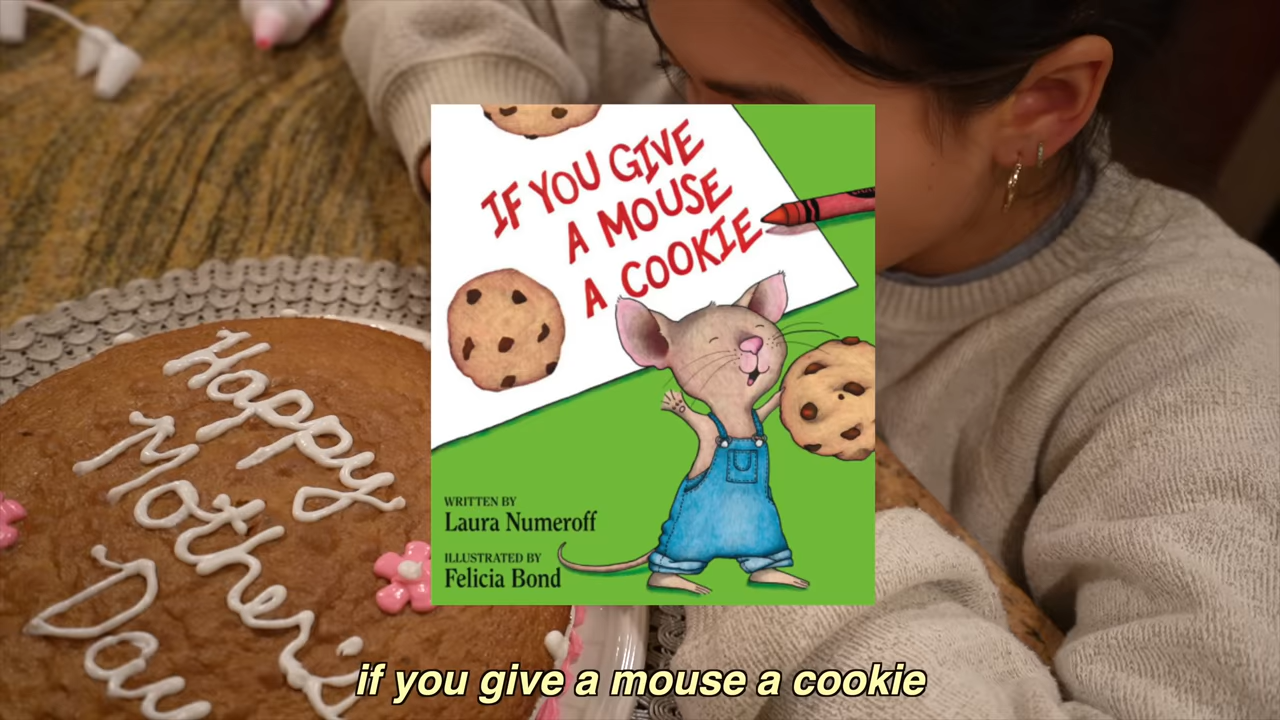 IF YOU GIVE
A MOUSE
A COOKIE
WRITTEN BY
Laura Numeroff
ILLUSTRATED BY
Felicia Bond
Happy
Mother's
Day
if you give a mouse a cookie